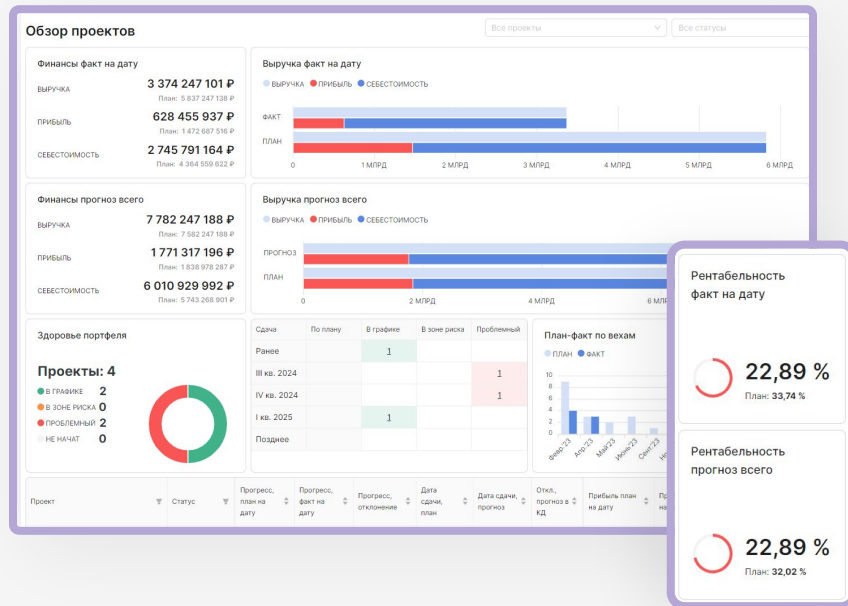 Обзор проектов
Все проекты
Все статусы
Финансы факт на дату
ВЫРУЧКА
3 374 247 101 ₽
План: 5 837 247 138 ₽
ПРИБЫЛЬ
628 455 937 ₽
План: 1 472 687 516 ₽
СЕБЕСТОИМОСТЬ
2 745 791 164 ₽
План: 4 364 559 622 ₽
Выручка факт на дату
ВЫРУЧКА ПРИБЫЛЬ СЕБЕСТОИМОСТЬ
ФАКТ
ПЛАН
0 1 МЛРД 2 МЛРД 3 МЛРД 4 МЛРД 5 МЛРД 6 МЛРД
Финансы прогноз всего
ВЫРУЧКА
7 782 247 188 ₽
План: 7 582 247 188 ₽
ПРИБЫЛЬ
1 771 317 196 ₽
План: 1 838 978 287 ₽
СЕБЕСТОИМОСТЬ
6 010 929 992 ₽
План: 5 743 268 901 ₽
Выручка прогноз всего
ВЫРУЧКА ПРИБЫЛЬ СЕБЕСТОИМОСТЬ
ПРОГНОЗ
ПЛАН
0 2 МЛРД 4 МЛРД 6 МЛР
Здоровье портфеля
Проекты: 4
В ГРАФИКЕ 2
В ЗОНЕ РИСКА 0
ПРОБЛЕМНЫЙ 2
НЕ НАЧАТ 0
Сдача По плану В графике В зоне риска Проблемный
Ранее 1
III кв. 2024 1
IV кв. 2024 1
I кв. 2025 1
Позднее
План-факт по вехам
ПЛАН ФАКТ
10
8
6
4
2
0
Февр.'23 Апр.'23 Май'23 Июнь'23 Сент.'23
Проект
Статус
Прогресс,
план на
дату
Прогресс,
факт на
дату
Прогресс,
отклонение
Дата
сдачи,
план
Дата сдачи,
прогноз
Откл.,
прогноз в
КД
Прибыль план
на дату
Рентабельность
факт на дату
22,89 %
План: 33,74 %
Рентабельность
прогноз всего
22,89 %
План: 32,02 %